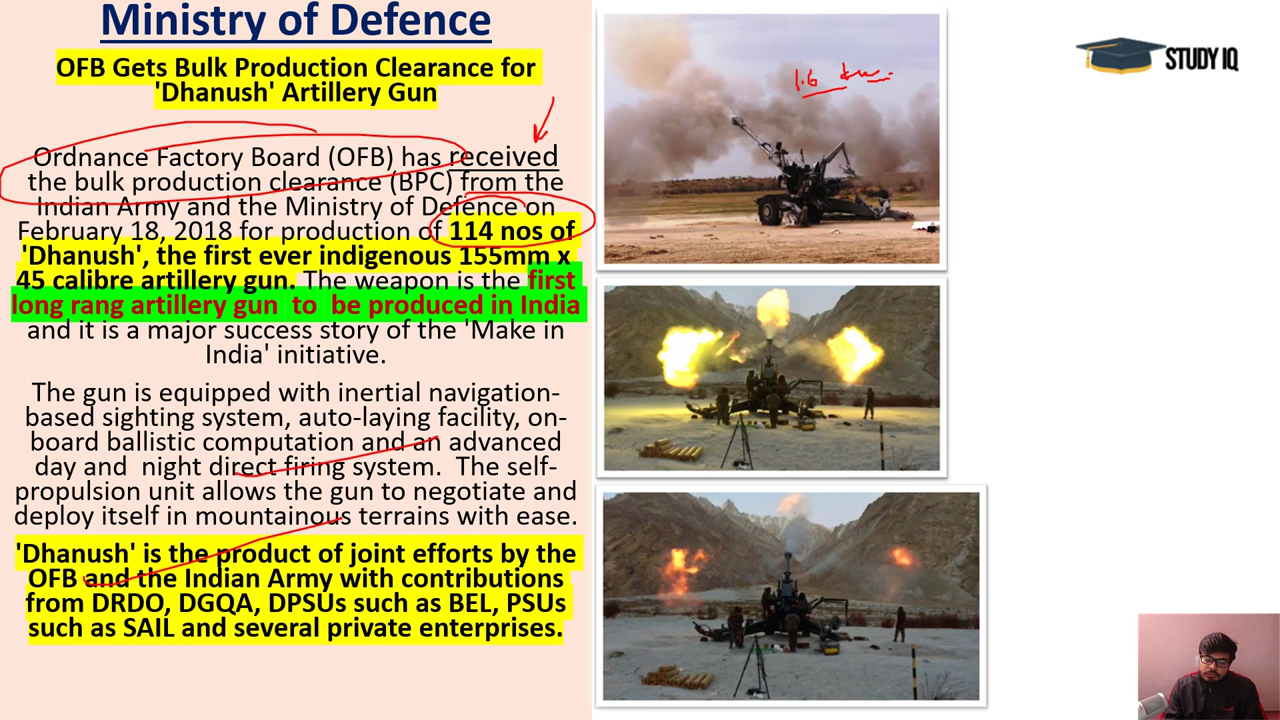 Ministry of Defence
OFB Gets Bulk Production Clearance for
'Dhanush' Artillery Gun
Ordnance Factory Board (OFB) has received
the bulk production clearance (BPC) from the
Indian Army and the Ministry of Defence on
February 18, 2018 for production of 114 nos of
'Dhanush', the first ever indigenous 155mm x
45 calibre artillery gun. The weapon is the first
long rang artillery gun to be produced in India
and it is a major success story of the 'Make in
India' initiative.
The gun is equipped with inertial navigation-
based sighting system, auto-laying facility, on-
board ballistic computation and an advanced
day and night direct firing system. The self-
propulsion unit allows the gun to negotiate and
deploy itself in mountainous terrains with ease.
'Dhanush' is the product of joint efforts by the
OFB and the Indian Army with contributions
from DRDO, DGQA, DPSUs such as BEL, PSUs
such as SAIL and several private enterprises.
1.6
STUDY IQ